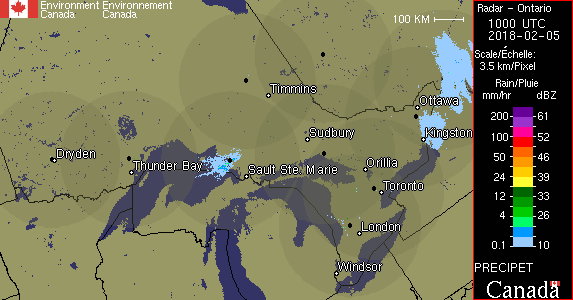 Environment Environnement
Canada Canada
100 KM
Timmins
Ottawa
Sudbury
Kingston
Dryden
Thunder Bay
Sault Ste. Marie
Orillia
Toronto
London
Windsor
Radar - Ontario
1000 UTC
2018-02-05
Scale/Échelle:
3.5 km/Pixel
Rain/Pluie
mm/hr dBZ
200 61
100 52
50 50
50 46
24 39
12 33
4 26
0.1 10
PRECIPET
Canada